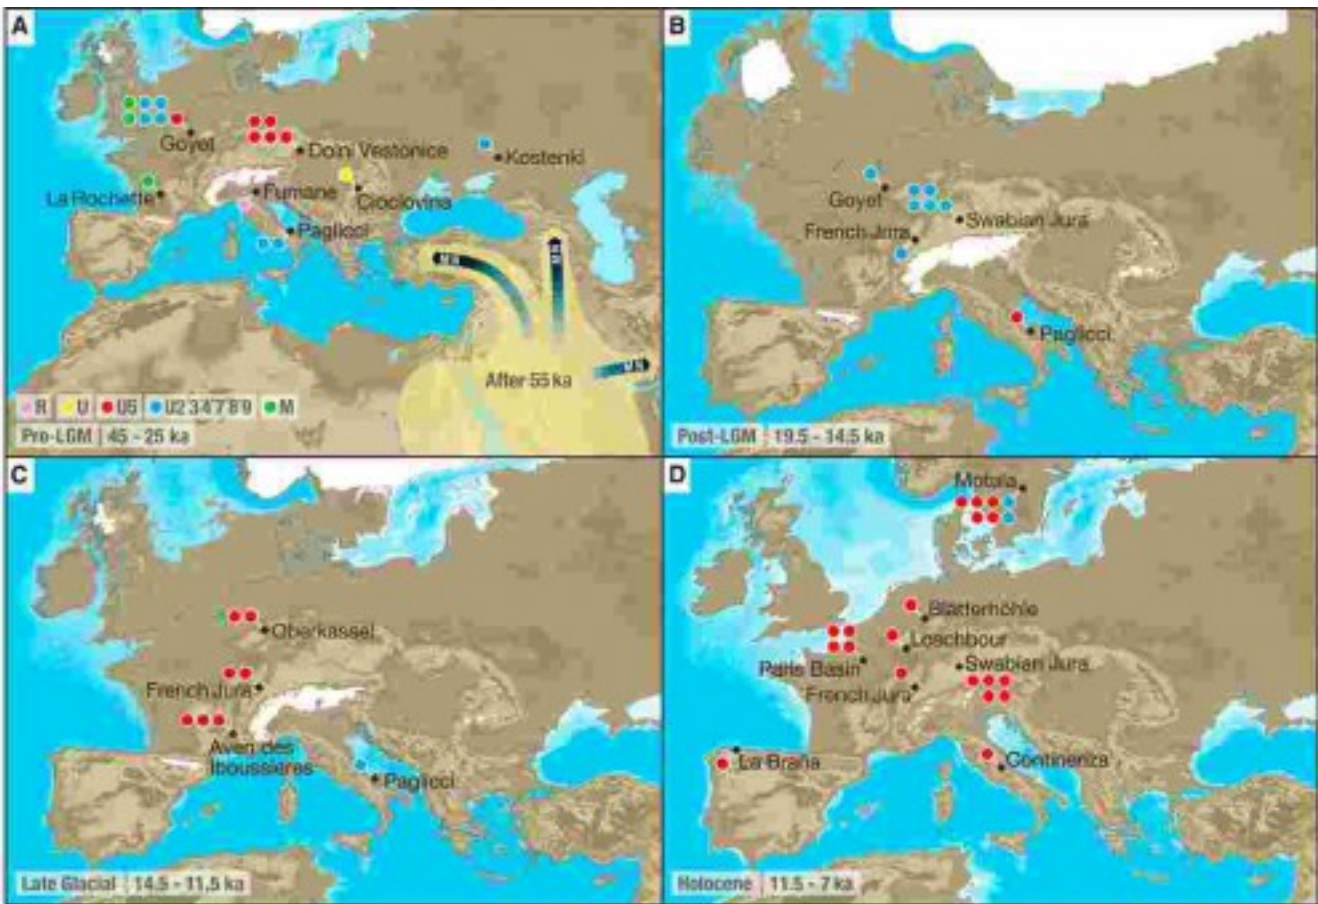 A
Goyet
Dolni Vestonice
Kostenki
La Rochette
Fumane
Cioclovina
Paglicci
M N
M N
M N
After 55 ka
R U U5 U2'3'4'7'8'9 M
Pre-LGM 45 - 25 ka
B
Goyet
Swabian Jura
French Jura
Paglicci
Post-LGM 19.5 - 14.5 ka
C
Oberkassel
French Jura
Aven des
Iboussières
Paglicci
Late Glacial 14.5 - 11.5 ka
D
Motala
Blätterhöhle
Loschbour
Paris Basin
Swabian Jura
French Jura
La Braña
Continenza
Holocene 11.5 - 7 ka